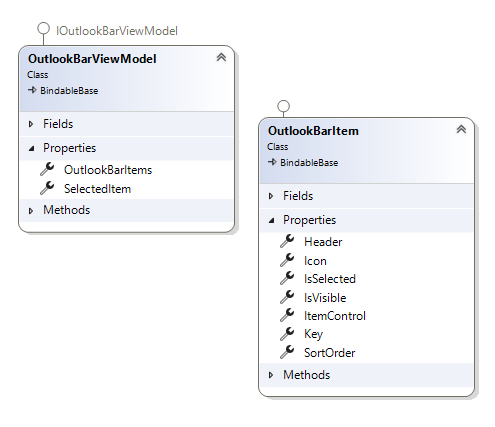 IOutlookBarViewModel
OutlookBarViewModel
Class
BindableBase
Fields
Properties
OutlookBarItems
SelectedItem
Methods
OutlookBarItem
Class
BindableBase
Fields
Properties
Header
Icon
IsSelected
IsVisible
ItemControl
Key
SortOrder
Methods